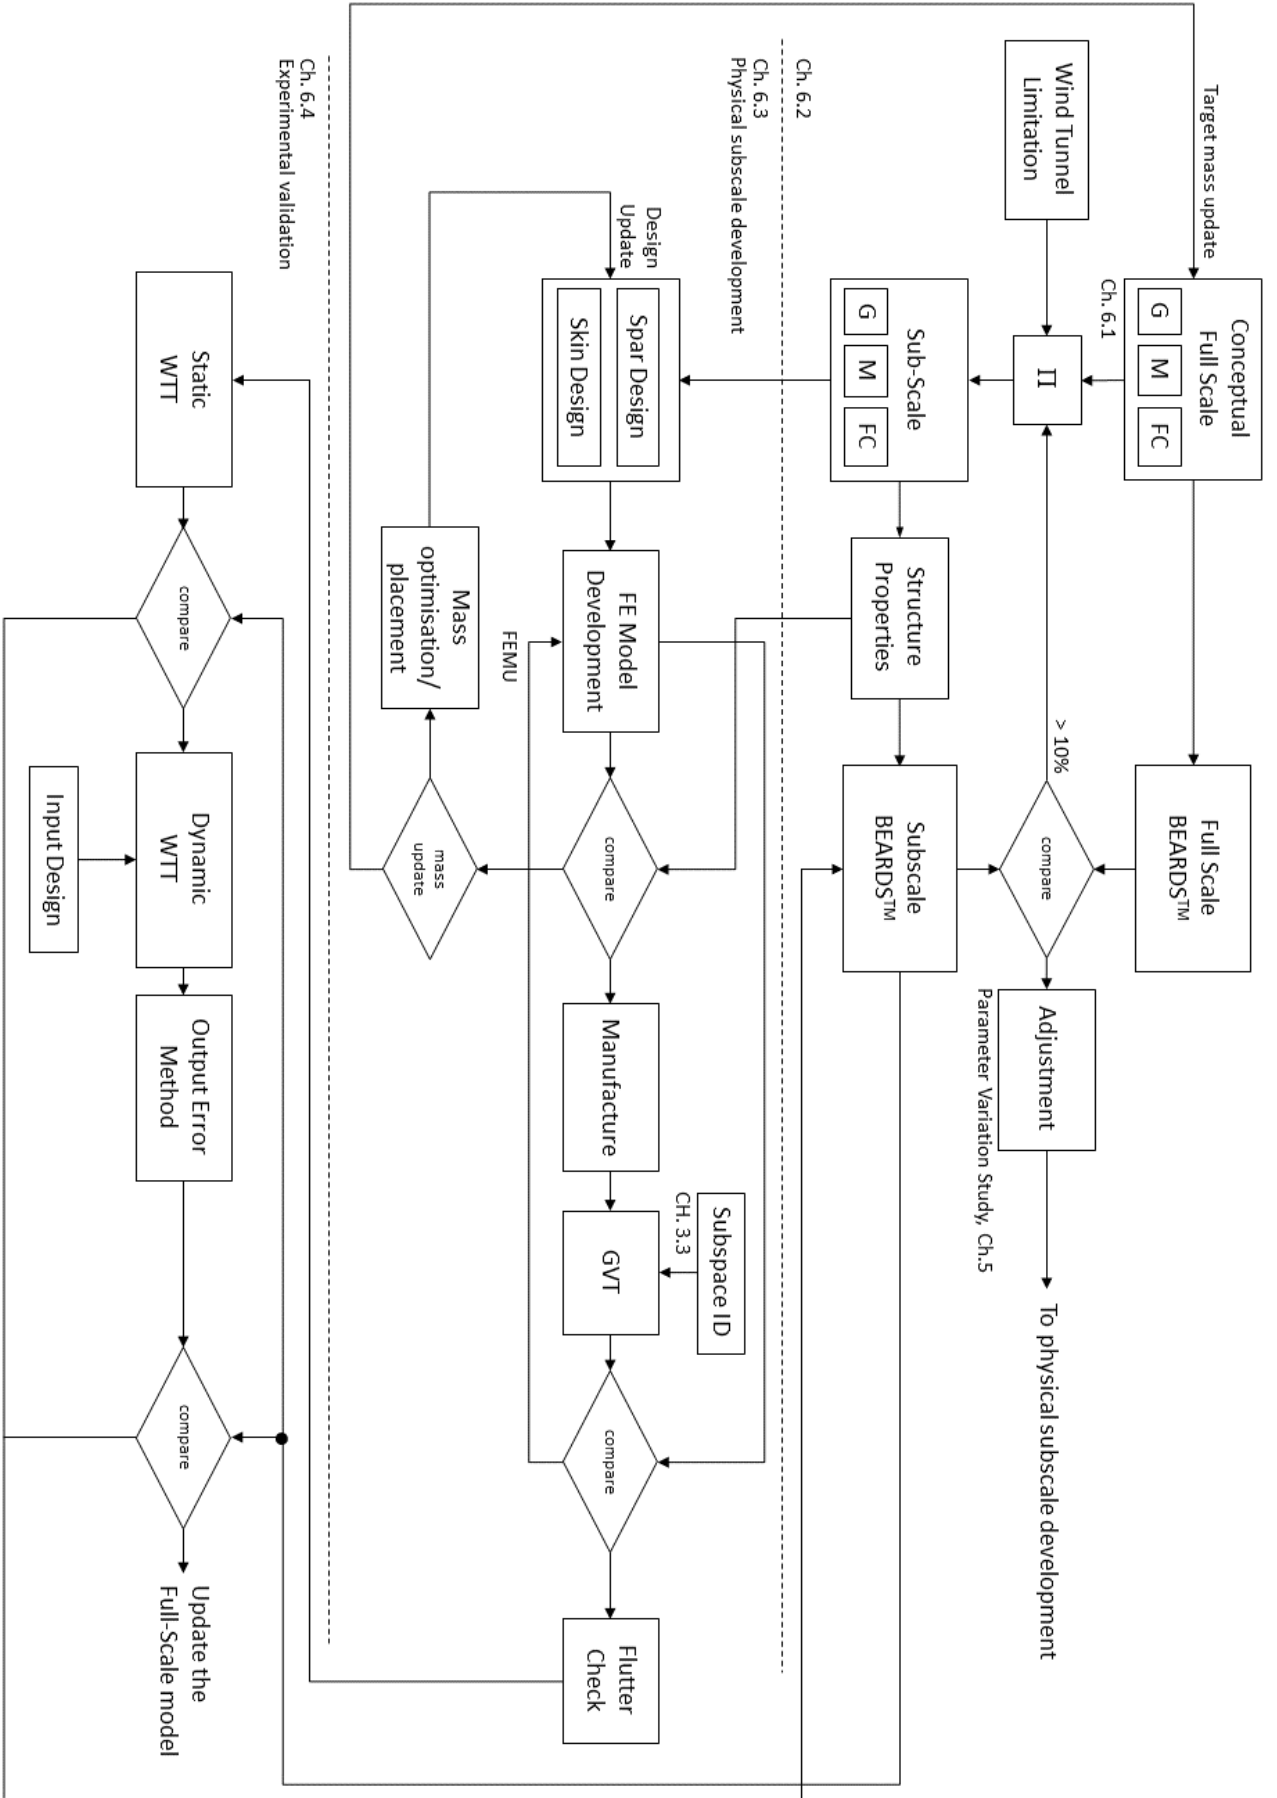 Target mass update
Conceptual
Full Scale
G
M
FC
Ch. 6.1
Full Scale
BEARDS™
Wind Tunnel
Limitation
Π
> 10%
compare
Adjustment
Parameter Variation Study, Ch.5
To physical subscale development
Sub-Scale
G
M
FC
Structure
Properties
Subscale
BEARDS™
Ch. 6.2
Ch. 6.3
Physical subscale development
Design
Update
Spar Design
Skin Design
FE Model
Development
compare
Manufacture
Subspace ID
CH. 3.3
GVT
compare
Flutter
Check
FEMU
Mass
optimisation/
placement
mass
update
Ch. 6.4
Experimental validation
Static
WTT
compare
Dynamic
WTT
Input Design
Output Error
Method
compare
Update the
Full-Scale model